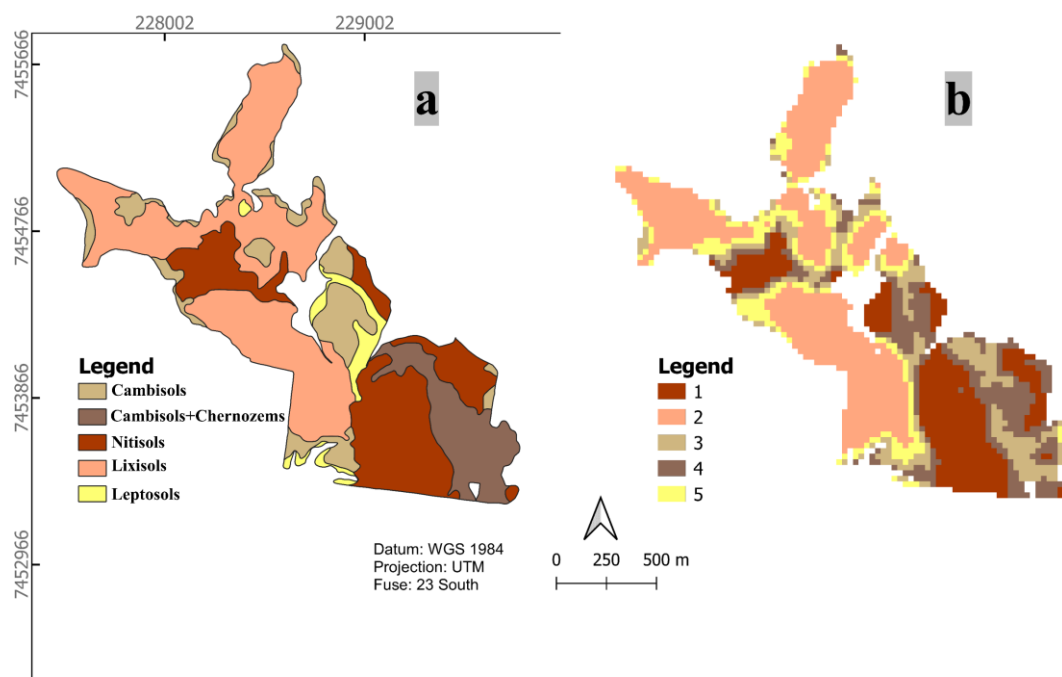 228002
229002
7455666
7454766
7453866
7452966
a
Legend
Cambisols
Cambisols+Chernozems
Nitisols
Lixisols
Leptosols
Datum: WGS 1984
Projection: UTM
Fuse: 23 South
0 250 500 m
b
Legend
1
2
3
4
5